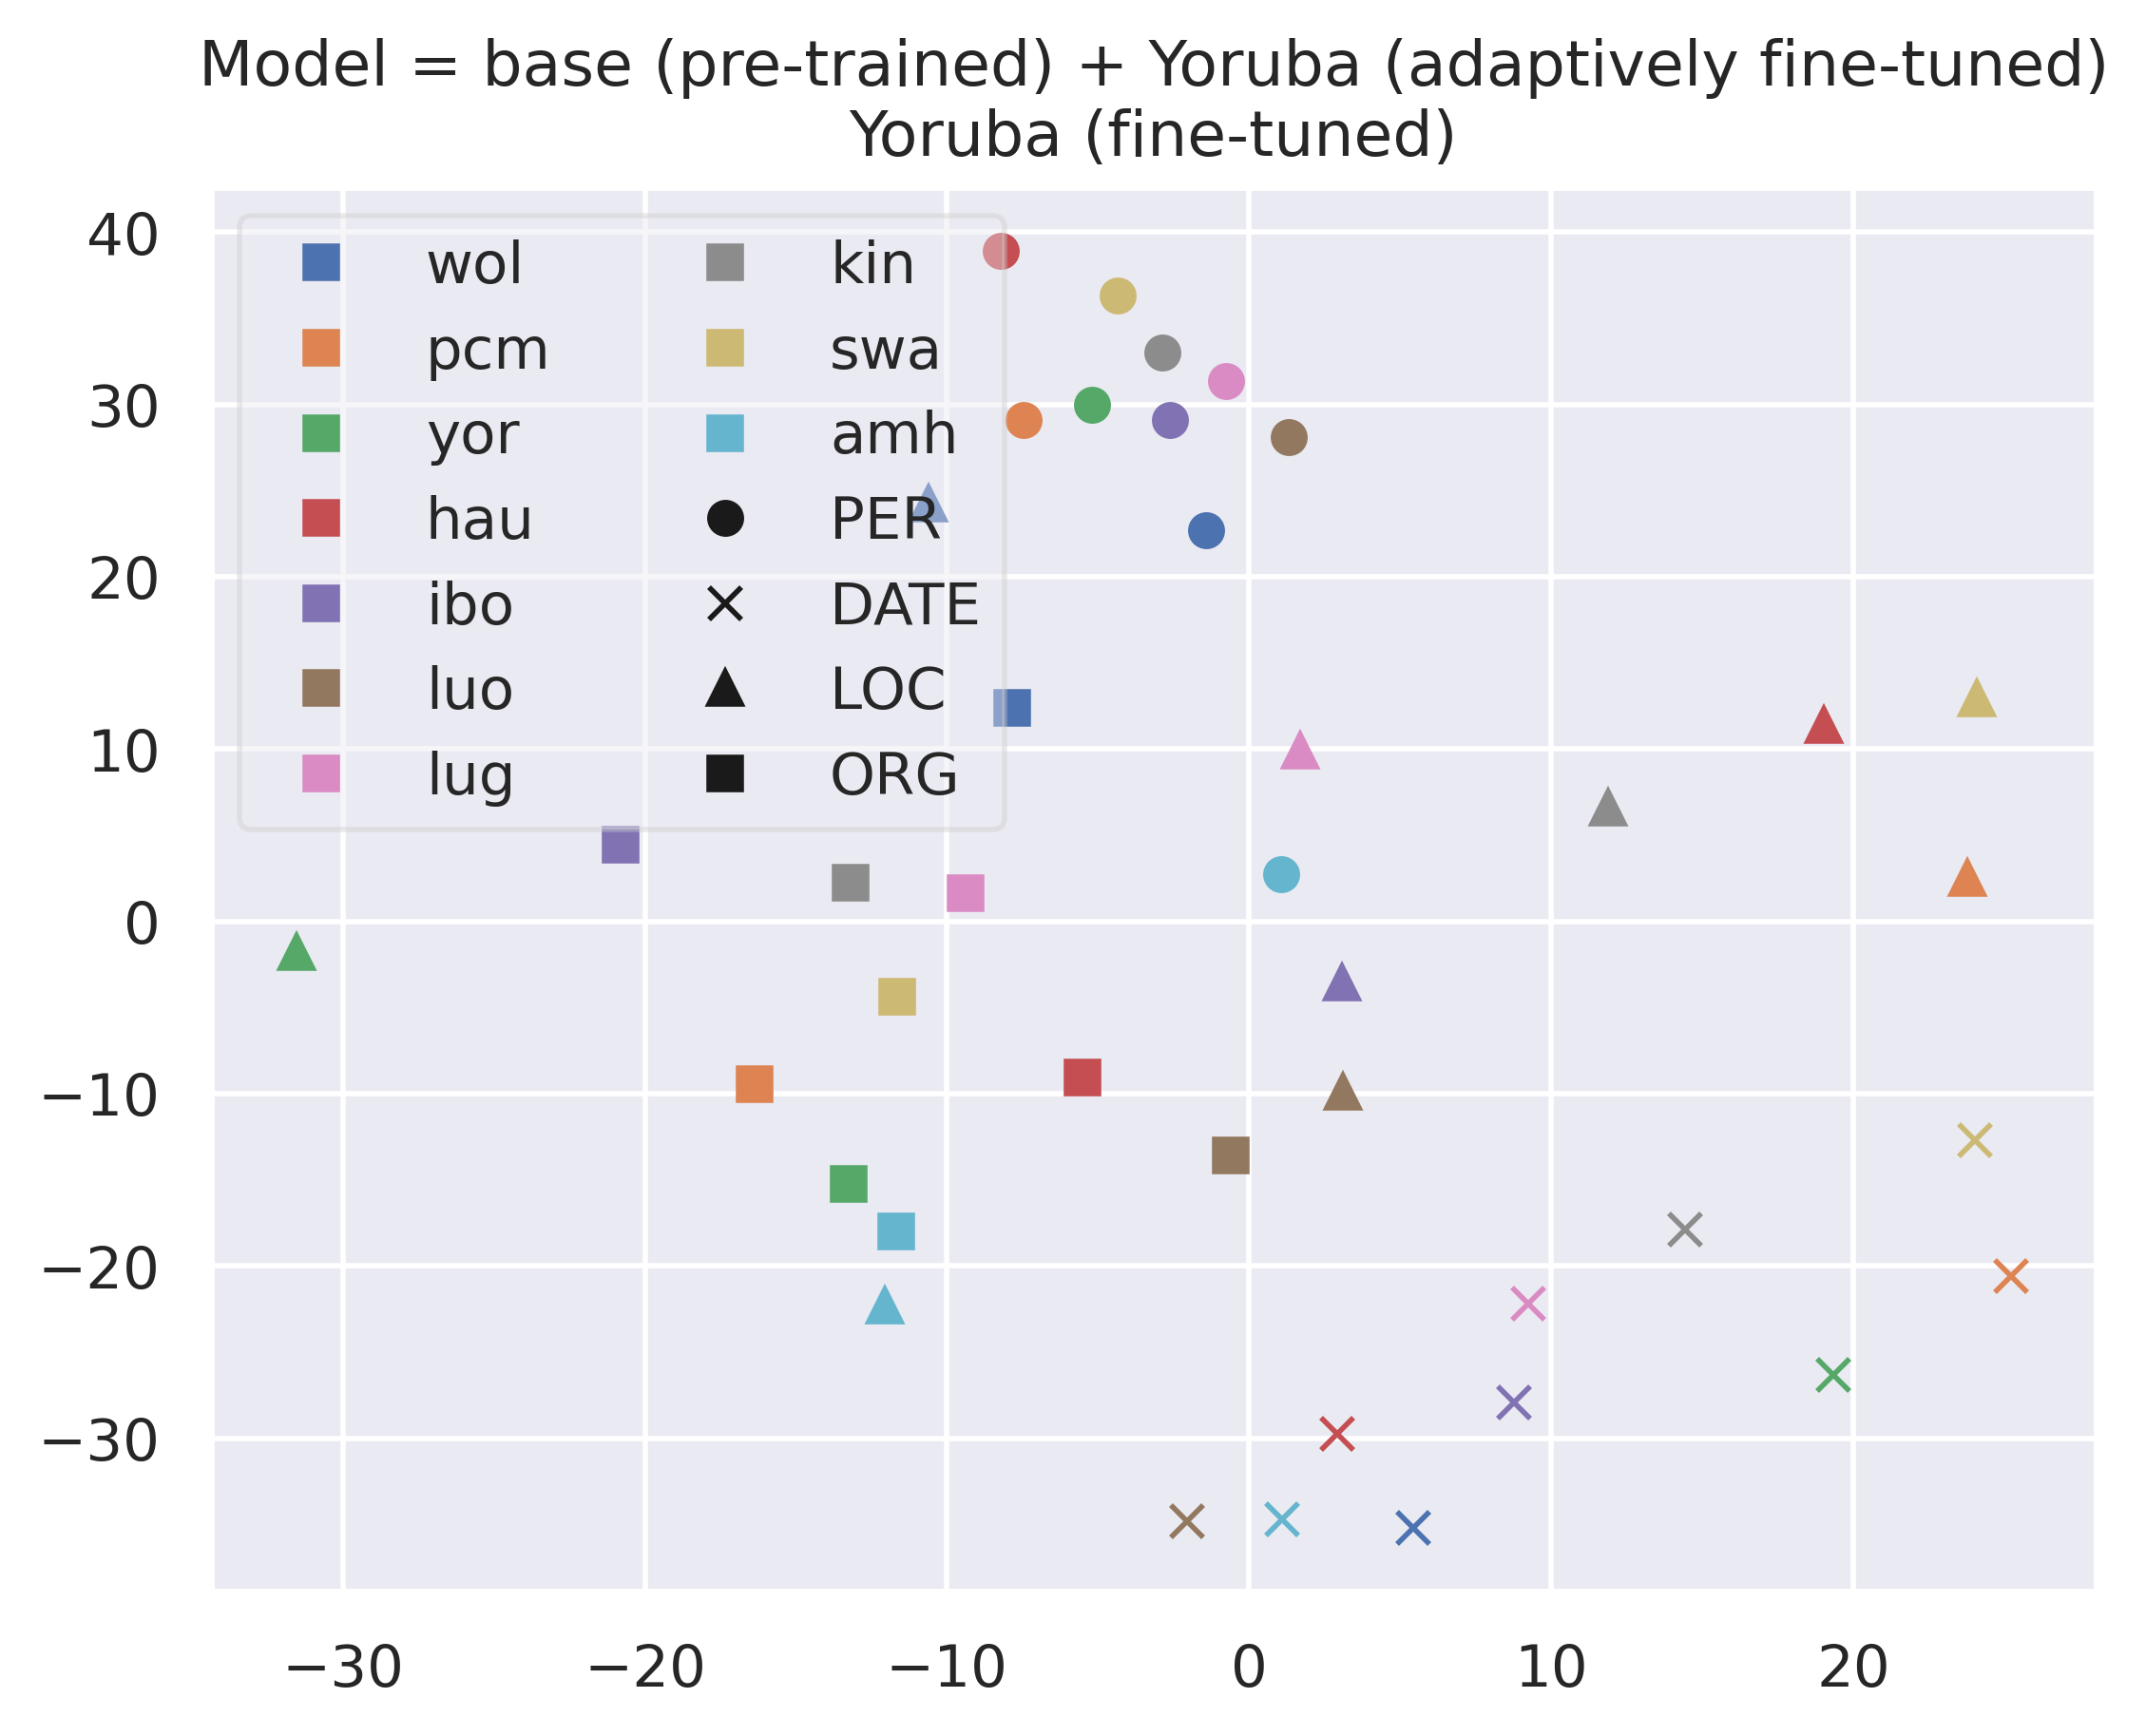 Model = base (pre-trained) + Yoruba (adaptively fine-tuned)
Yoruba (fine-tuned)
40
30
20
10
0
−10
−20
−30
wol
pcm
yor
hau
ibo
luo
lug
kin
swa
amh
PER
DATE
LOC
ORG
−30
−20
−10
0
10
20